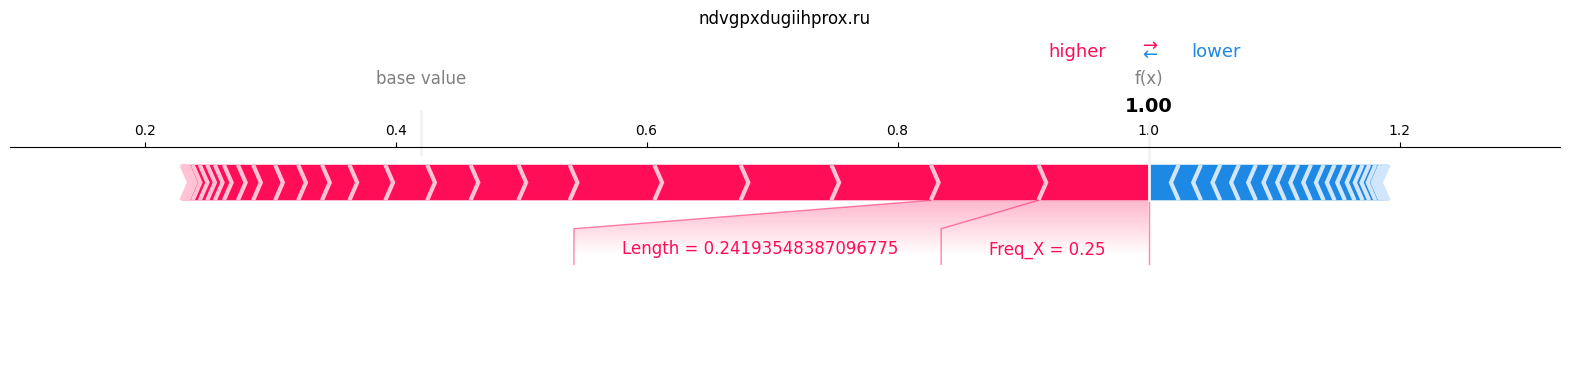 ndvgpxdugiihprox.ru
higher ⇄ lower
base value f(x)
1.00
0.2 0.4 0.6 0.8 1.0 1.2
Length = 0.24193548387096775 Freq_X = 0.25